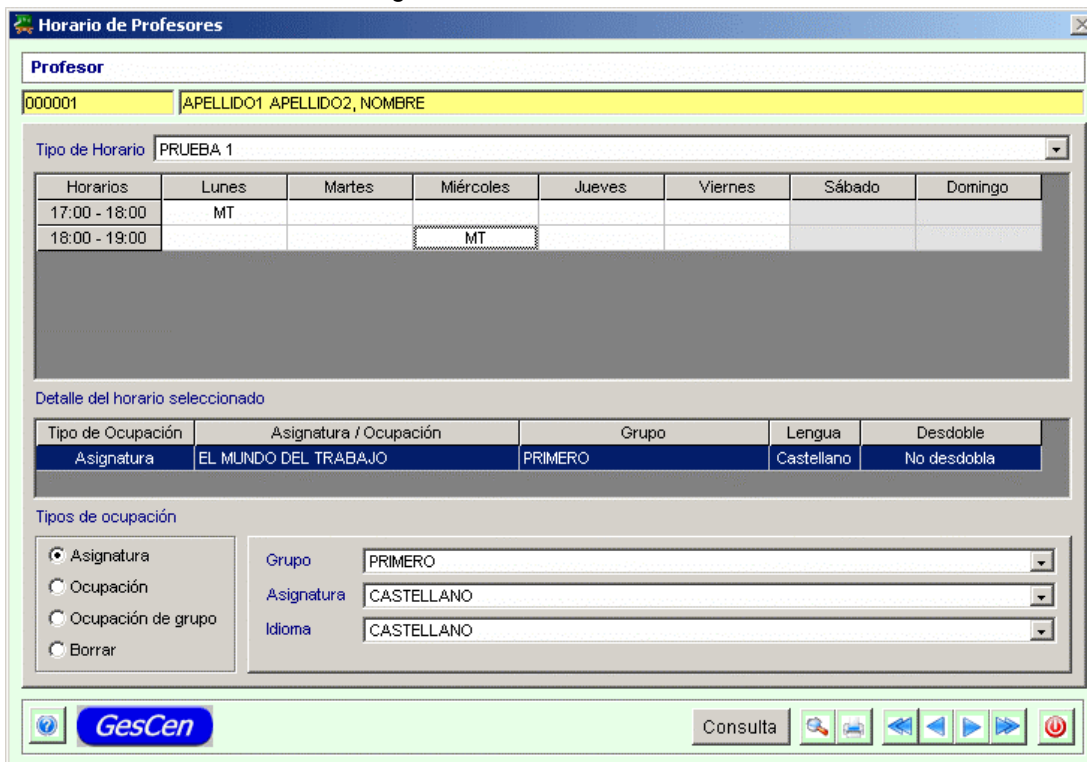 Horario de Profesores
Profesor
000001 APELLIDO1 APELLIDO2, NOMBRE
Tipo de Horario PRUEBA 1
Horarios Lunes Martes Miércoles Jueves Viernes Sábado Domingo
17:00 - 18:00 MT
18:00 - 19:00 MT
Detalle del horario seleccionado
Tipo de Ocupación Asignatura / Ocupación Grupo Lengua Desdoble
Asignatura EL MUNDO DEL TRABAJO PRIMERO Castellano No desdobla
Tipos de ocupación
Asignatura
Ocupación
Ocupación de grupo
Borrar
Grupo PRIMERO
Asignatura CASTELLANO
Idioma CASTELLANO
GesCen Consulta